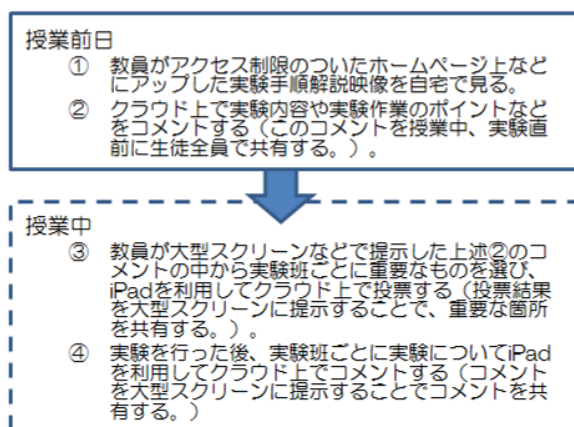 授業前日
① 教員がアクセス制限のついたホームページ上など
にアップした実験手順解説映像を自宅で見る。
② クラウド上で実験内容や実験作業のポイントなど
をコメントする（このコメントを授業中、実験直
前に生徒全員で共有する。）。
授業中
③ 教員が大型スクリーンなどで提示した上述②のコ
メントの中から実験班ごとに重要なものを選び、
iPadを利用してクラウド上で投票する（投票結果
を大型スクリーンに提示することで、重要な箇所
を共有する。）。
④ 実験を行った後、実験班ごとに実験についてiPad
を利用してクラウド上でコメントする（コメント
を大型スクリーンに提示することでコメントを共
有する。）